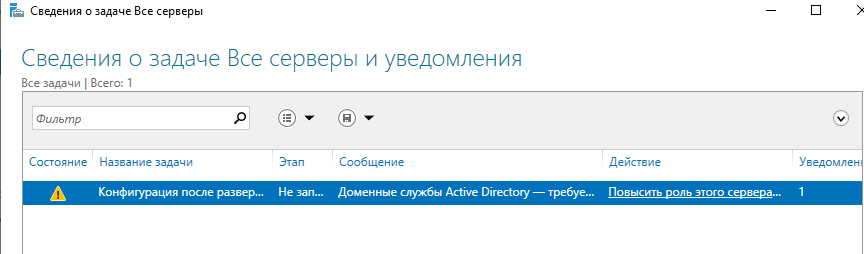 Сведения о задаче Все серверы
Сведения о задаче Все серверы и уведомления
Все задачи | Всего: 1
Фильтр
Состояние Название задачи Этап Сообщение Действие Уведомлен
Конфигурация после развер... Не зап... Доменные службы Active Directory — требуе... Повысить роль этого сервера... 1